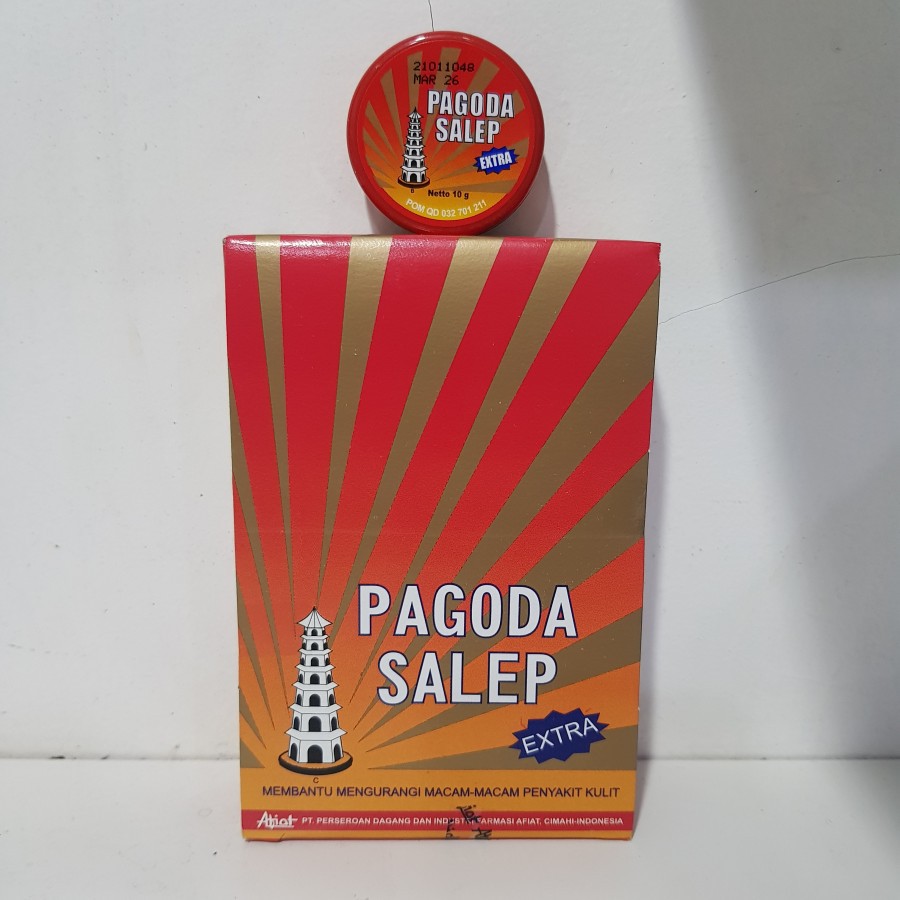 21011048
MAR 26
PAGODA
SALEP
EXTRA
B
Netto 10 g
POM QD 032 701 211
PAGODA
SALEP
EXTRA
C
MEMBANTU MENGURANGI MACAM-MACAM PENYAKIT KULIT
Afiat PT. PERSEROAN DAGANG DAN INDUSTRI FARMASI AFIAT, CIMAHI-INDONESIA